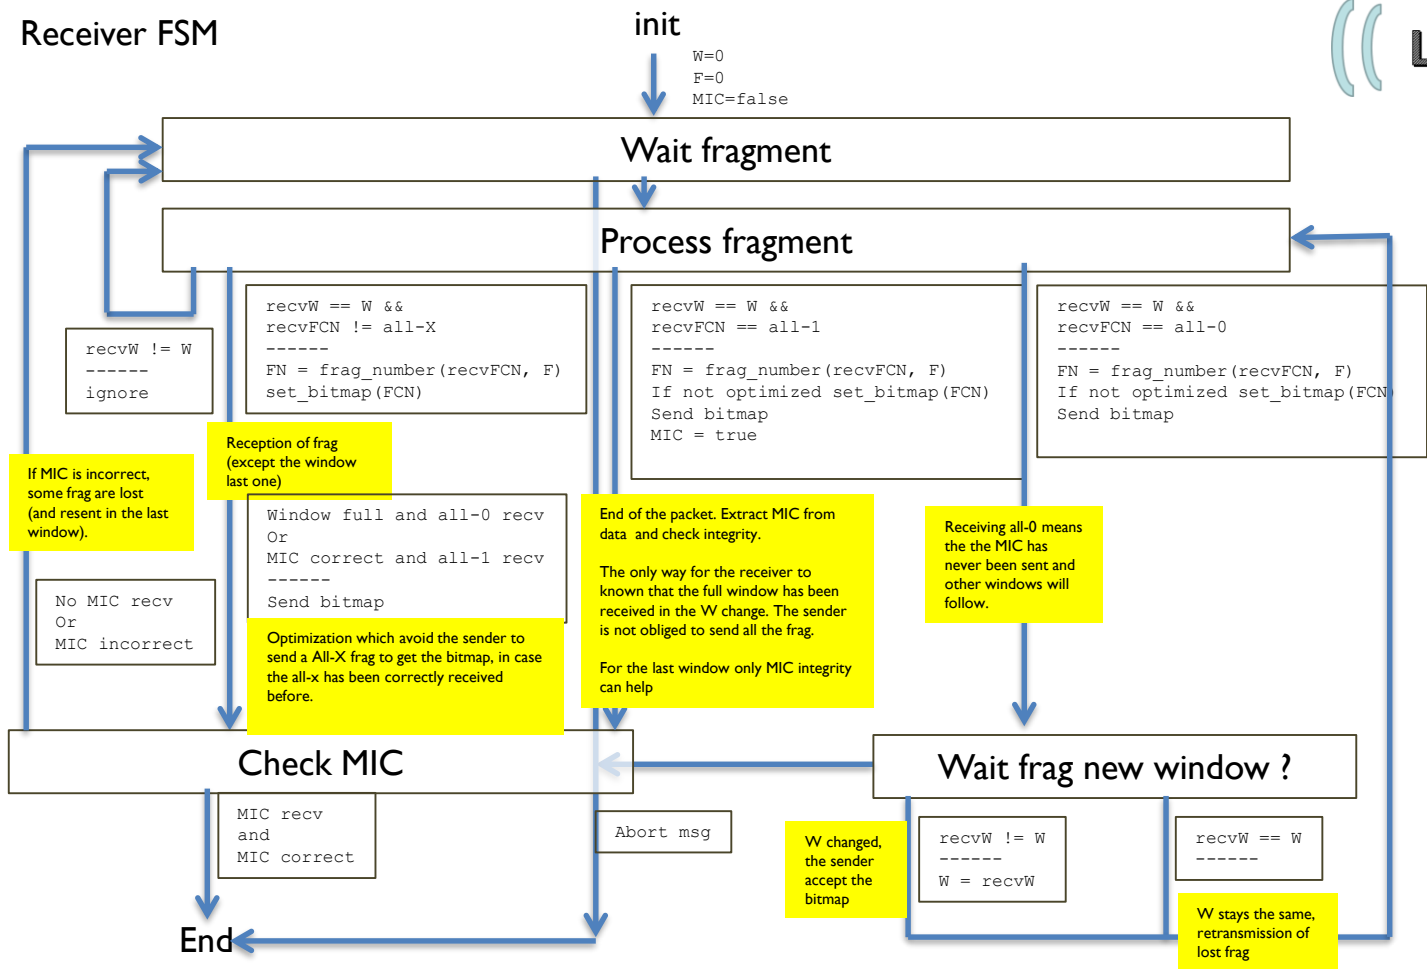 Receiver FSM
init
W=0
F=0
MIC=false
L
Wait fragment
Process fragment
recvW != W
------
ignore
recvW == W &&
recvFCN != all-X
------
FN = frag_number(recvFCN, F)
set_bitmap(FCN)
recvW == W &&
recvFCN == all-1
------
FN = frag_number(recvFCN, F)
If not optimized set_bitmap(FCN)
Send bitmap
MIC = true
recvW == W &&
recvFCN == all-0
------
FN = frag_number(recvFCN, F)
If not optimized set_bitmap(FCN)
Send bitmap
Reception of frag
(except the window
last one)
If MIC is incorrect,
some frag are lost
(and resent in the last
window).
Window full and all-0 recv
Or
MIC correct and all-1 recv
------
Send bitmap
End of the packet. Extract MIC from
data and check integrity.
The only way for the receiver to
known that the full window has been
received in the W change. The sender
is not obliged to send all the frag.
For the last window only MIC integrity
can help
Receiving all-0 means
the the MIC has
never been sent and
other windows will
follow.
No MIC recv
Or
MIC incorrect
Optimization which avoid the sender to
send a All-X frag to get the bitmap, in case
the all-x has been correctly received
before.
Check MIC
Wait frag new window ?
MIC recv
and
MIC correct
Abort msg
W changed,
the sender
accept the
bitmap
recvW != W
------
W = recvW
recvW == W
------
W stays the same,
retransmission of
lost frag
End